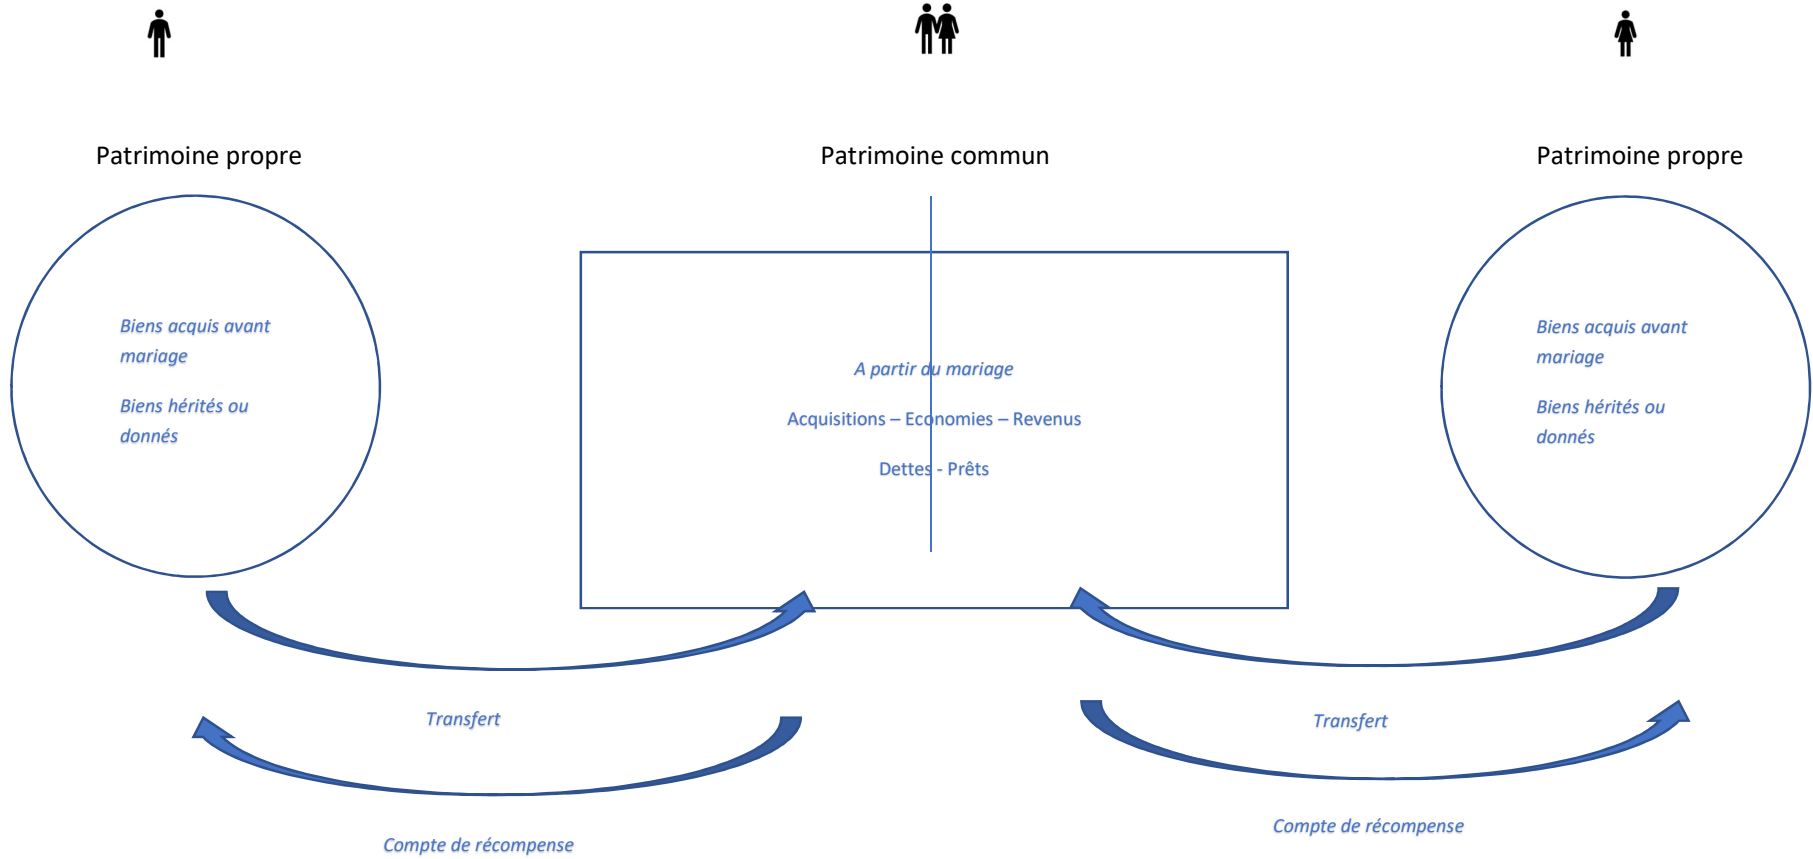 Patrimoine propre
Patrimoine commun
Patrimoine propre
Biens acquis avant
mariage
Biens hérités ou
donnés
A partir du mariage
Acquisitions – Economies – Revenus
Dettes - Prêts
Biens acquis avant
mariage
Biens hérités ou
donnés
Transfert
Transfert
Compte de récompense
Compte de récompense